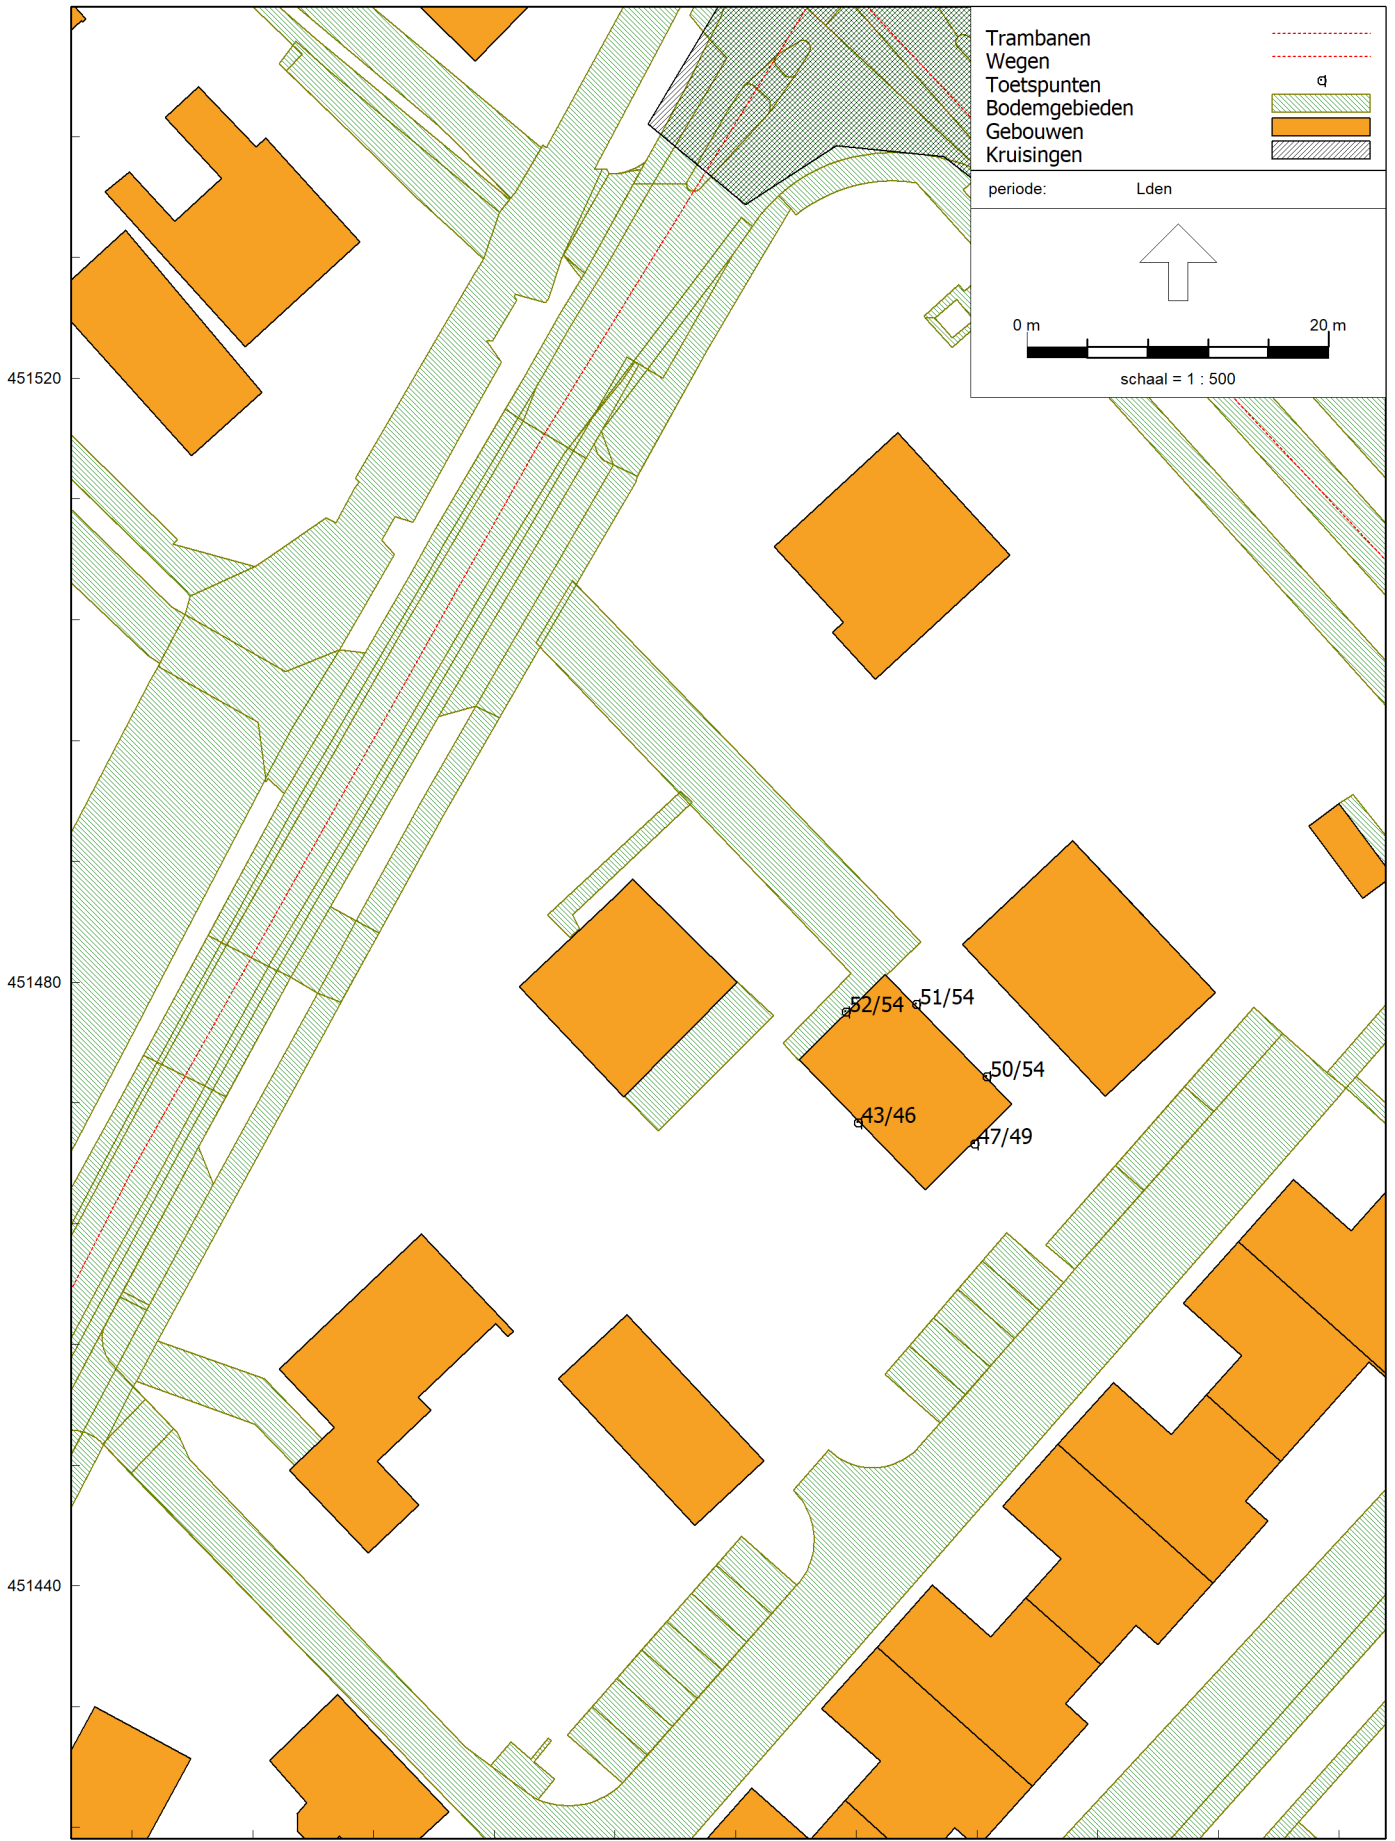 Trambanen
Wegen
Toetspunten
Bodemgebieden
Gebouwen
Kruisingen
periode: Lden
0 m 20 m
schaal = 1 : 500
451520
451480
52/54
51/54
50/54
43/46
47/49
451440